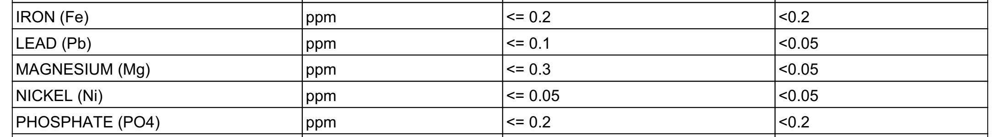 IRON (Fe) ppm <= 0.2 <0.2
LEAD (Pb) ppm <= 0.1 <0.05
MAGNESIUM (Mg) ppm <= 0.3 <0.05
NICKEL (Ni) ppm <= 0.05 <0.05
PHOSPHATE (PO4) ppm <= 0.2 <0.2